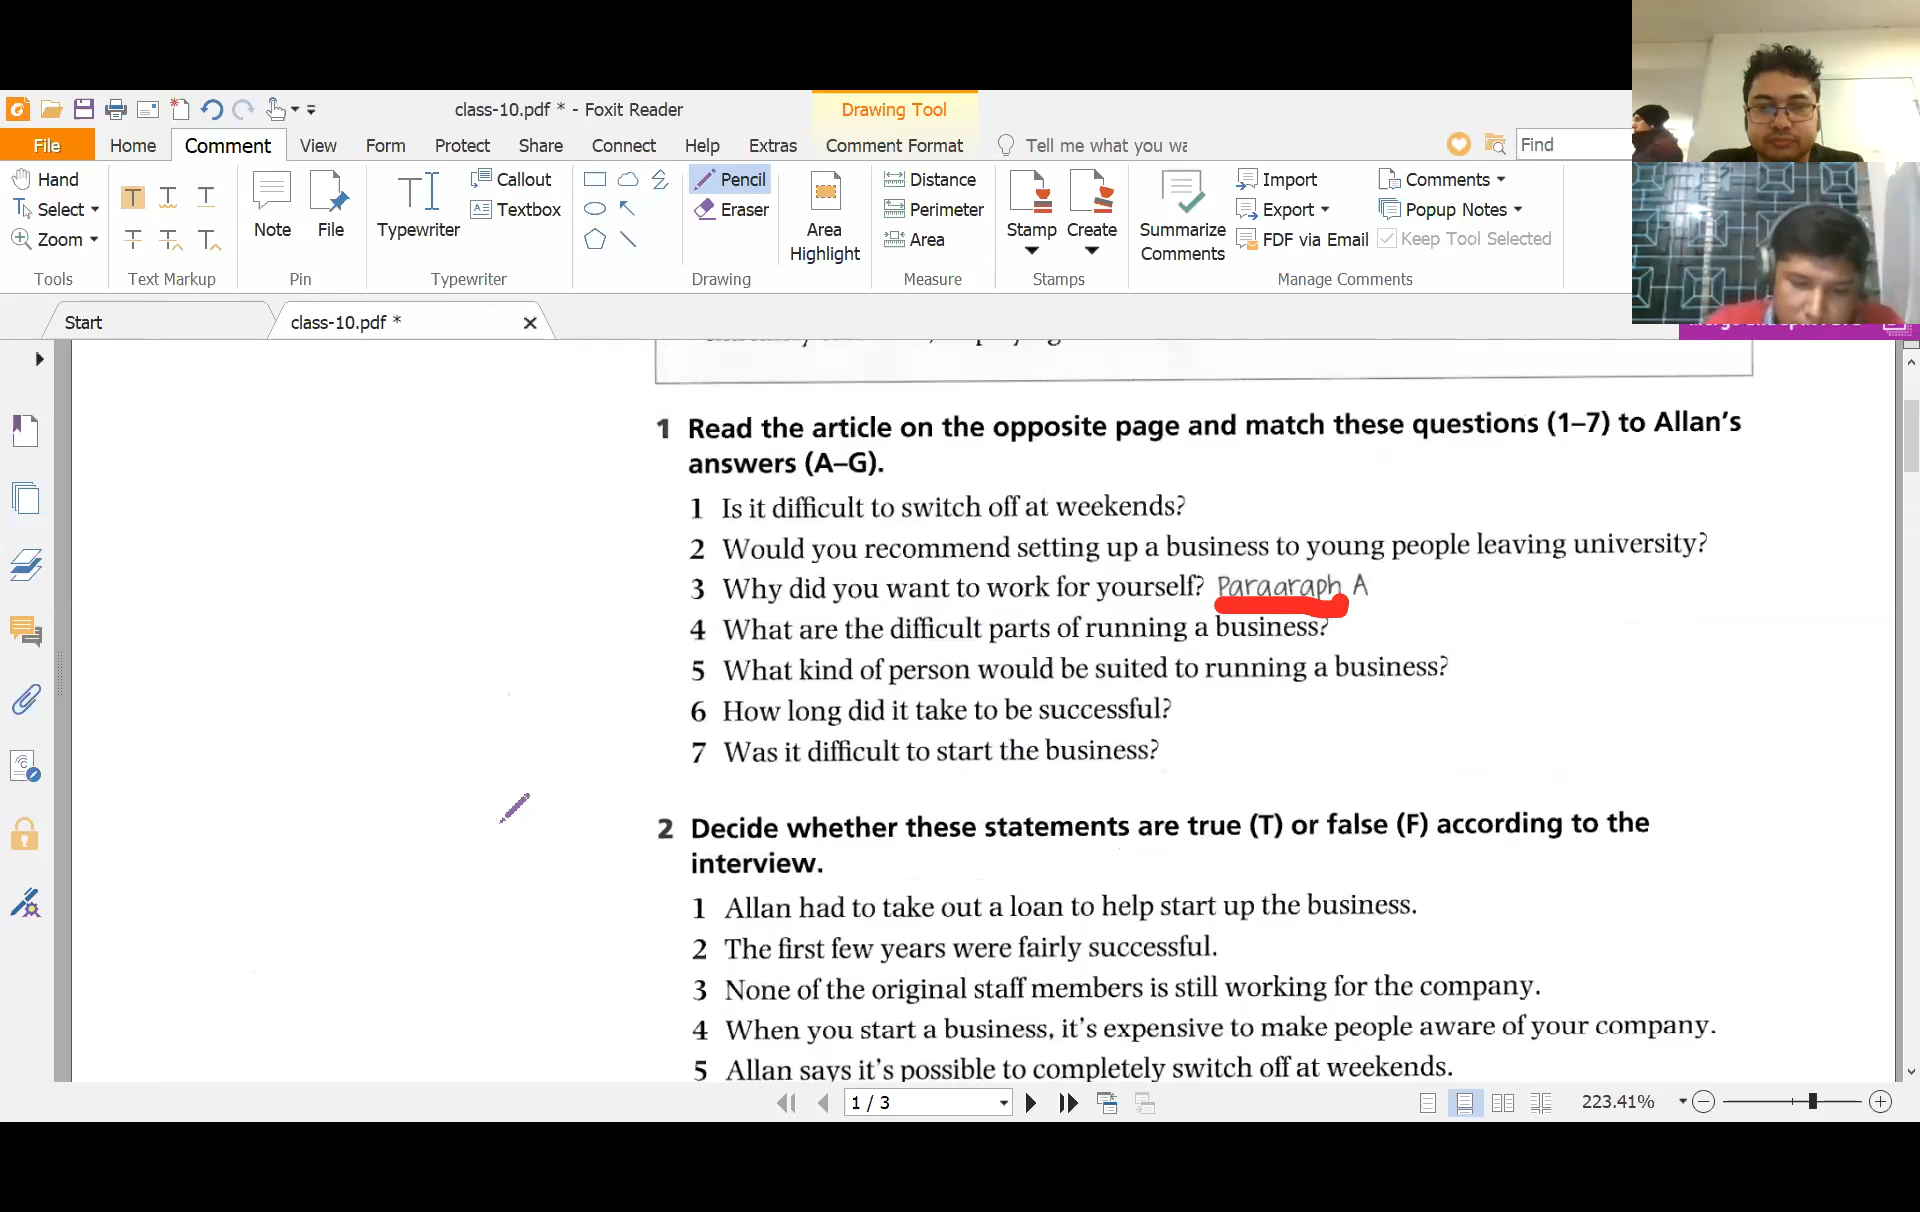 class-10.pdf * - Foxit Reader
Drawing Tool
File Home Comment View Form Protect Share Connect Help Extras Comment Format Tell me what you wa Find
Hand
Select
Zoom
Tools
Text Markup
Note
File
Pin
Typewriter
Callout
Textbox
Typewriter
Pencil
Eraser
Drawing
Area
Highlight
Distance
Perimeter
Area
Measure
Stamp
Create
Stamps
Summarize
Comments
Import
Export
FDF via Email
Comments
Popup Notes
Keep Tool Selected
Manage Comments
Start
class-10.pdf *
1 Read the article on the opposite page and match these questions (1–7) to Allan's
answers (A–G).
1 Is it difficult to switch off at weekends?
2 Would you recommend setting up a business to young people leaving university?
3 Why did you want to work for yourself? Paragraph A
4 What are the difficult parts of running a business?
5 What kind of person would be suited to running a business?
6 How long did it take to be successful?
7 Was it difficult to start the business?
2 Decide whether these statements are true (T) or false (F) according to the
interview.
1 Allan had to take out a loan to help start up the business.
2 The first few years were fairly successful.
3 None of the original staff members is still working for the company.
4 When you start a business, it's expensive to make people aware of your company.
5 Allan says it's possible to completely switch off at weekends.
1 / 3
223.41%